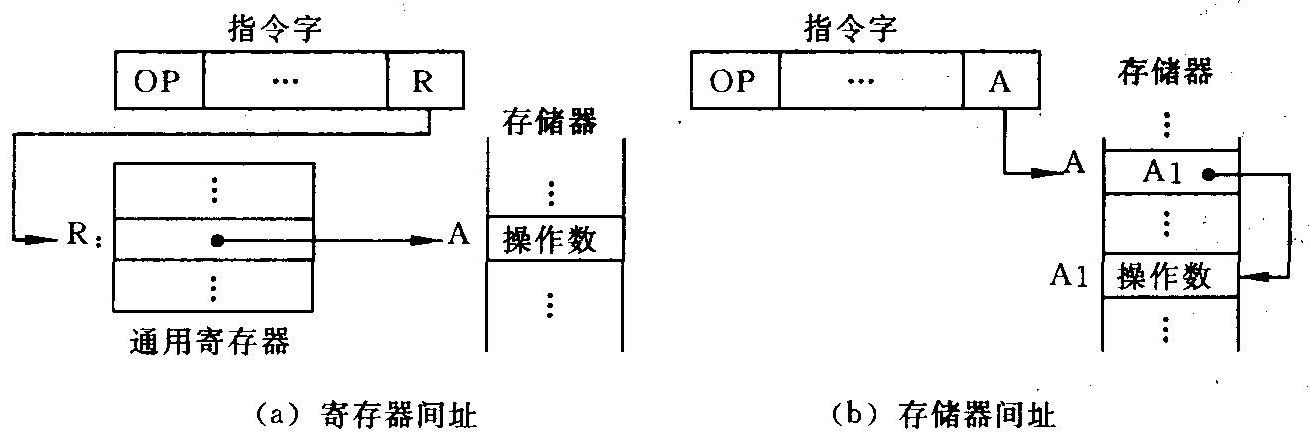 指令字
OP … R
存储器
⋮
⋮
R:
A
操作数
⋮
⋮
通用寄存器
(a) 寄存器间址
指令字
OP … A
存储器
⋮
A
A1
⋮
A1
操作数
⋮
(b) 存储器间址